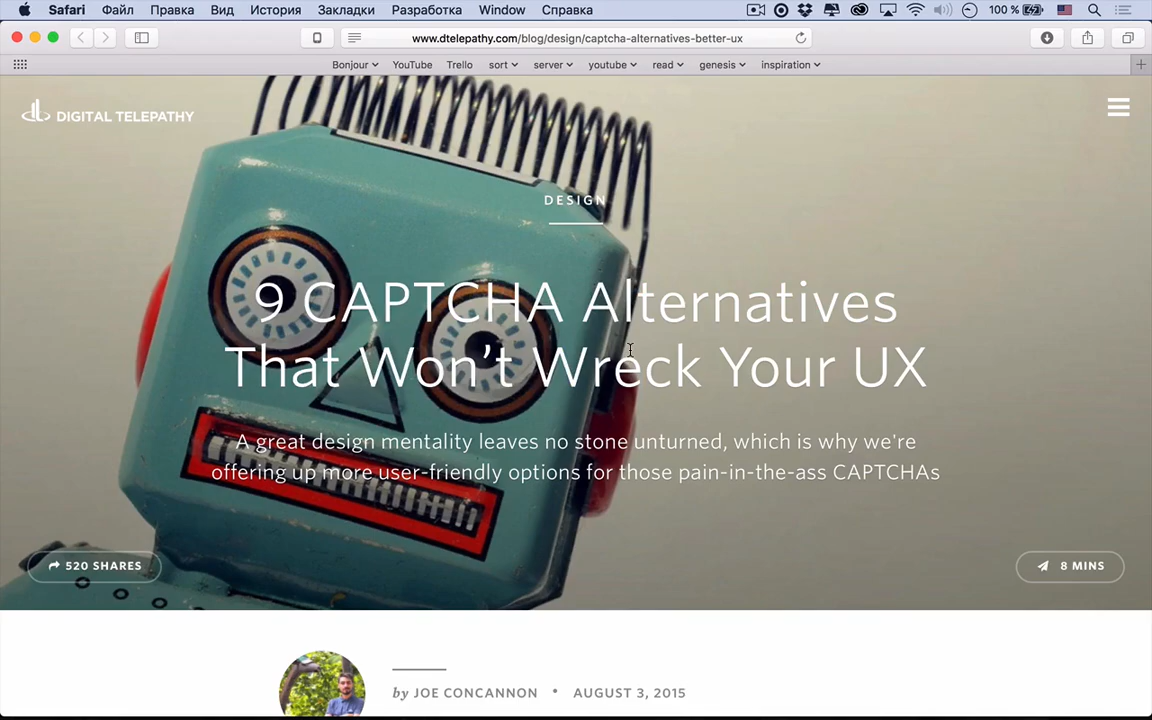 Safari Файл Правка Вид История Закладки Разработка Window Справка 100 %
www.dtelepathy.com/blog/design/captcha-alternatives-better-ux
Bonjour YouTube Trello sort server youtube read genesis inspiration
DIGITAL TELEPATHY
DESIGN
9 CAPTCHA Alternatives
That Won't Wreck Your UX
A great design mentality leaves no stone unturned, which is why we're
offering up more user-friendly options for those pain-in-the-ass CAPTCHAs
520 SHARES
8 MINS
by JOE CONCANNON • AUGUST 3, 2015